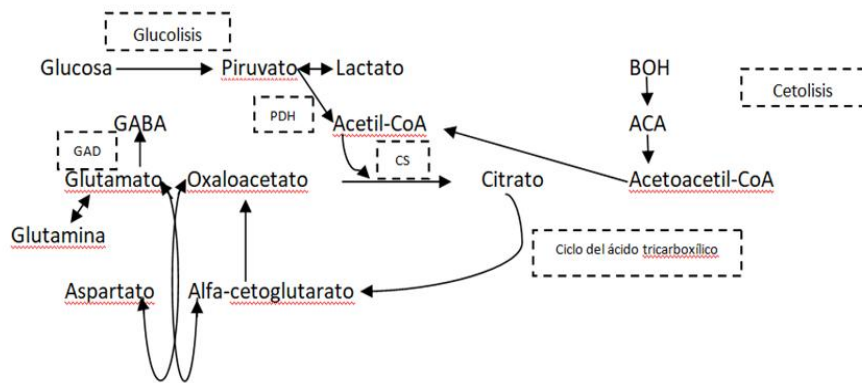 Glucolisis
Glucosa
Piruvato
Lactato
BOH
Cetolisis
PDH
GABA
Acetil-CoA
ACA
GAD
CS
Glutamato
Oxaloacetato
Citrato
Acetoacetil-CoA
Glutamina
Ciclo del ácido tricarboxílico
Aspartato
Alfa-cetoglutarato